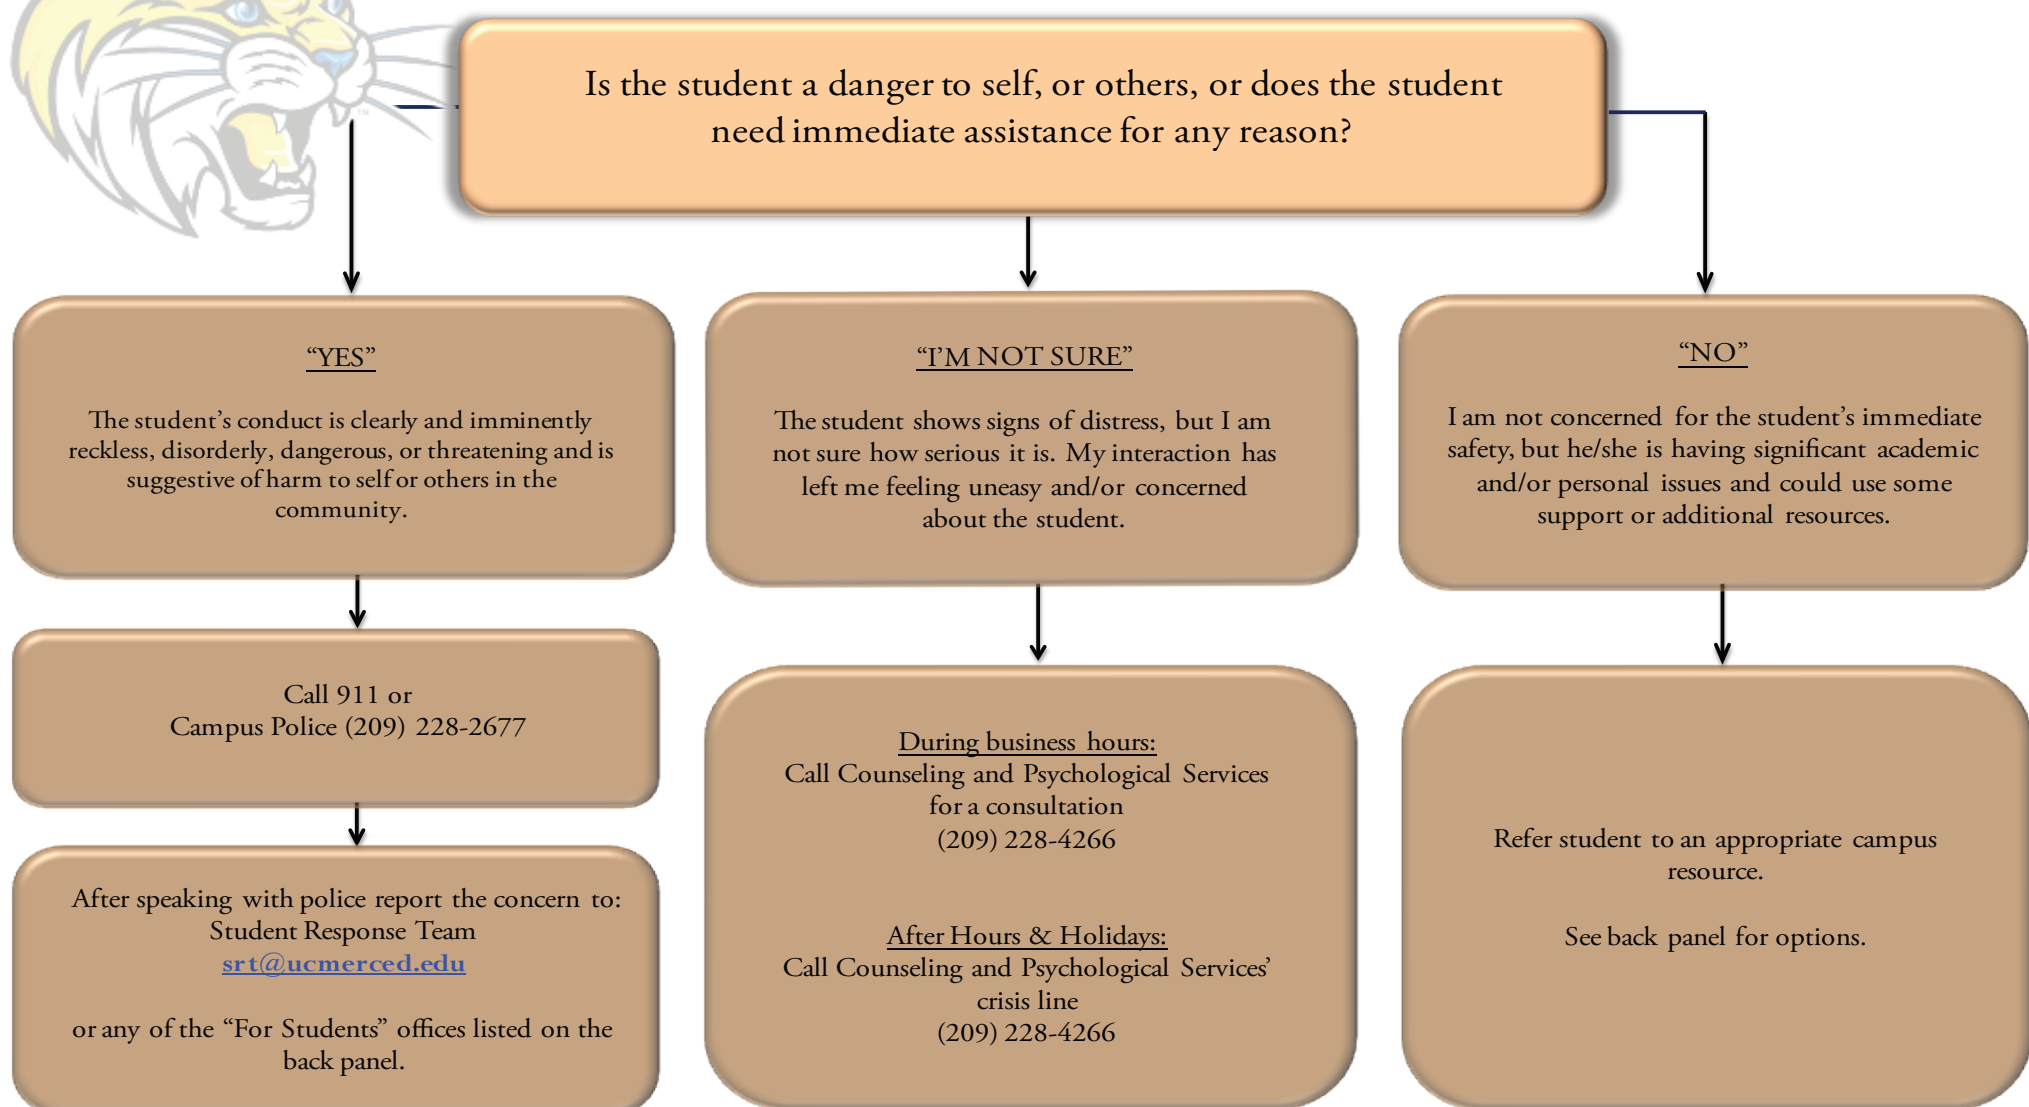 Is the student a danger to self, or others, or does the student
need immediate assistance for any reason?
“YES”
The student’s conduct is clearly and imminently
reckless, disorderly, dangerous, or threatening and is
suggestive of harm to self or others in the
community.
Call 911 or
Campus Police (209) 228-2677
After speaking with police report the concern to:
Student Response Team
srt@ucmerced.edu
or any of the “For Students” offices listed on the
back panel.
“I’M NOT SURE”
The student shows signs of distress, but I am
not sure how serious it is. My interaction has
left me feeling uneasy and/or concerned
about the student.
During business hours:
Call Counseling and Psychological Services
for a consultation
(209) 228-4266
After Hours & Holidays:
Call Counseling and Psychological Services’
crisis line
(209) 228-4266
“NO”
I am not concerned for the student’s immediate
safety, but he/she is having significant academic
and/or personal issues and could use some
support or additional resources.
Refer student to an appropriate campus
resource.
See back panel for options.
TM